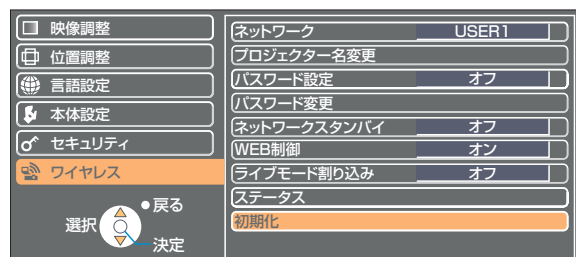 映像調整
位置調整
言語設定
本体設定
セキュリティ
ワイヤレス
戻る
選択
決定
ネットワーク USER1
プロジェクター名変更
パスワード設定 オフ
パスワード変更
ネットワークスタンバイ オフ
WEB制御 オン
ライブモード割り込み オフ
ステータス
初期化